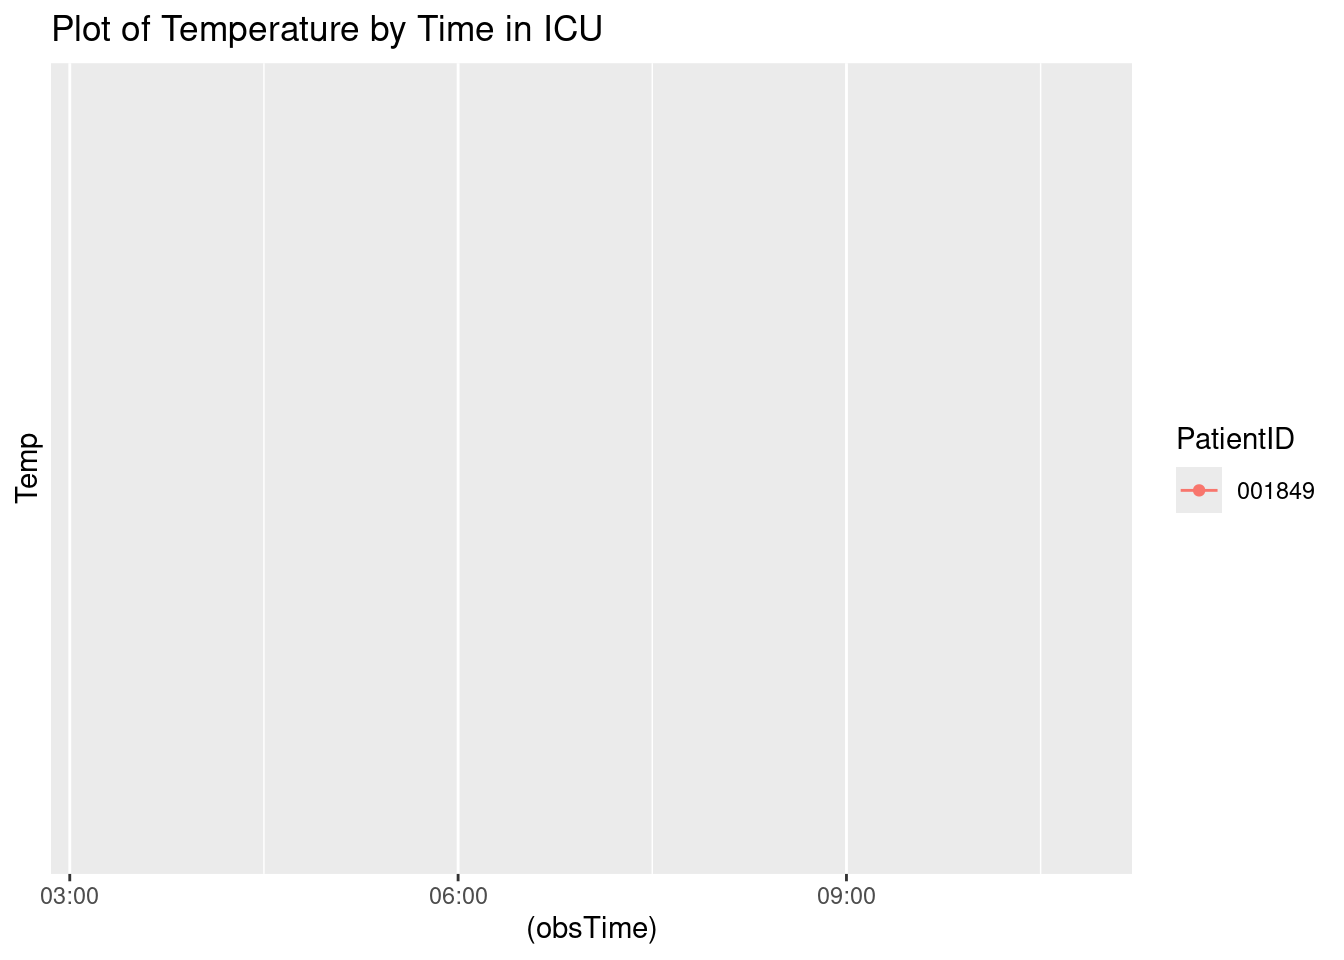 Plot of Temperature by Time in ICU
Temp
PatientID
001849
03:00 06:00 09:00
(obsTime)